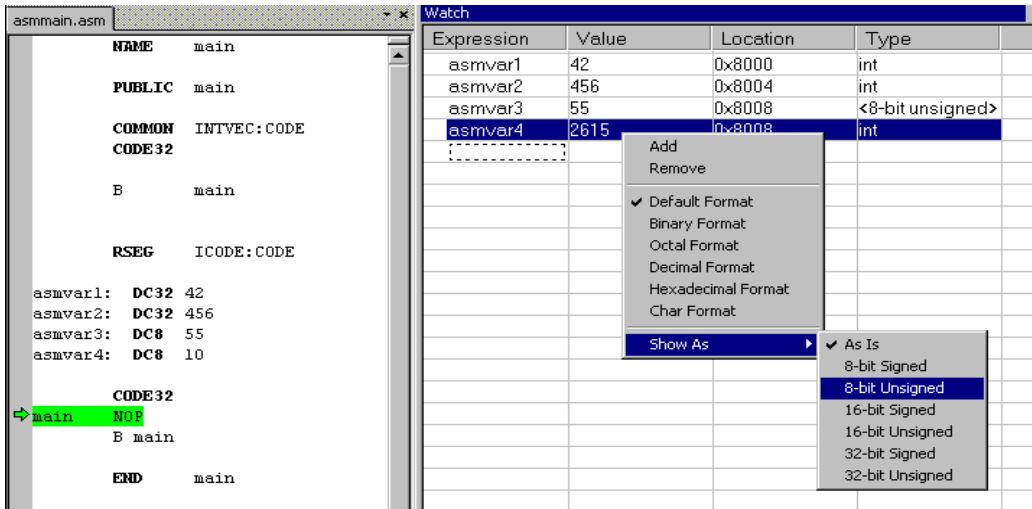 asmmain.asm
NAME main
PUBLIC main
COMMON INTVEC:CODE
CODE32
B main
RSEG ICODE:CODE
asmvar1: DC32 42
asmvar2: DC32 456
asmvar3: DC8 55
asmvar4: DC8 10
CODE32
main NOP
B main
END main
Watch
Expression Value Location Type
asmvar1 42 0x8000 int
asmvar2 456 0x8004 int
asmvar3 55 0x8008 <8-bit unsigned>
asmvar4 2615 0x8008 int
Add
Remove
Default Format
Binary Format
Octal Format
Decimal Format
Hexadecimal Format
Char Format
Show As
As Is
8-bit Signed
8-bit Unsigned
16-bit Signed
16-bit Unsigned
32-bit Signed
32-bit Unsigned